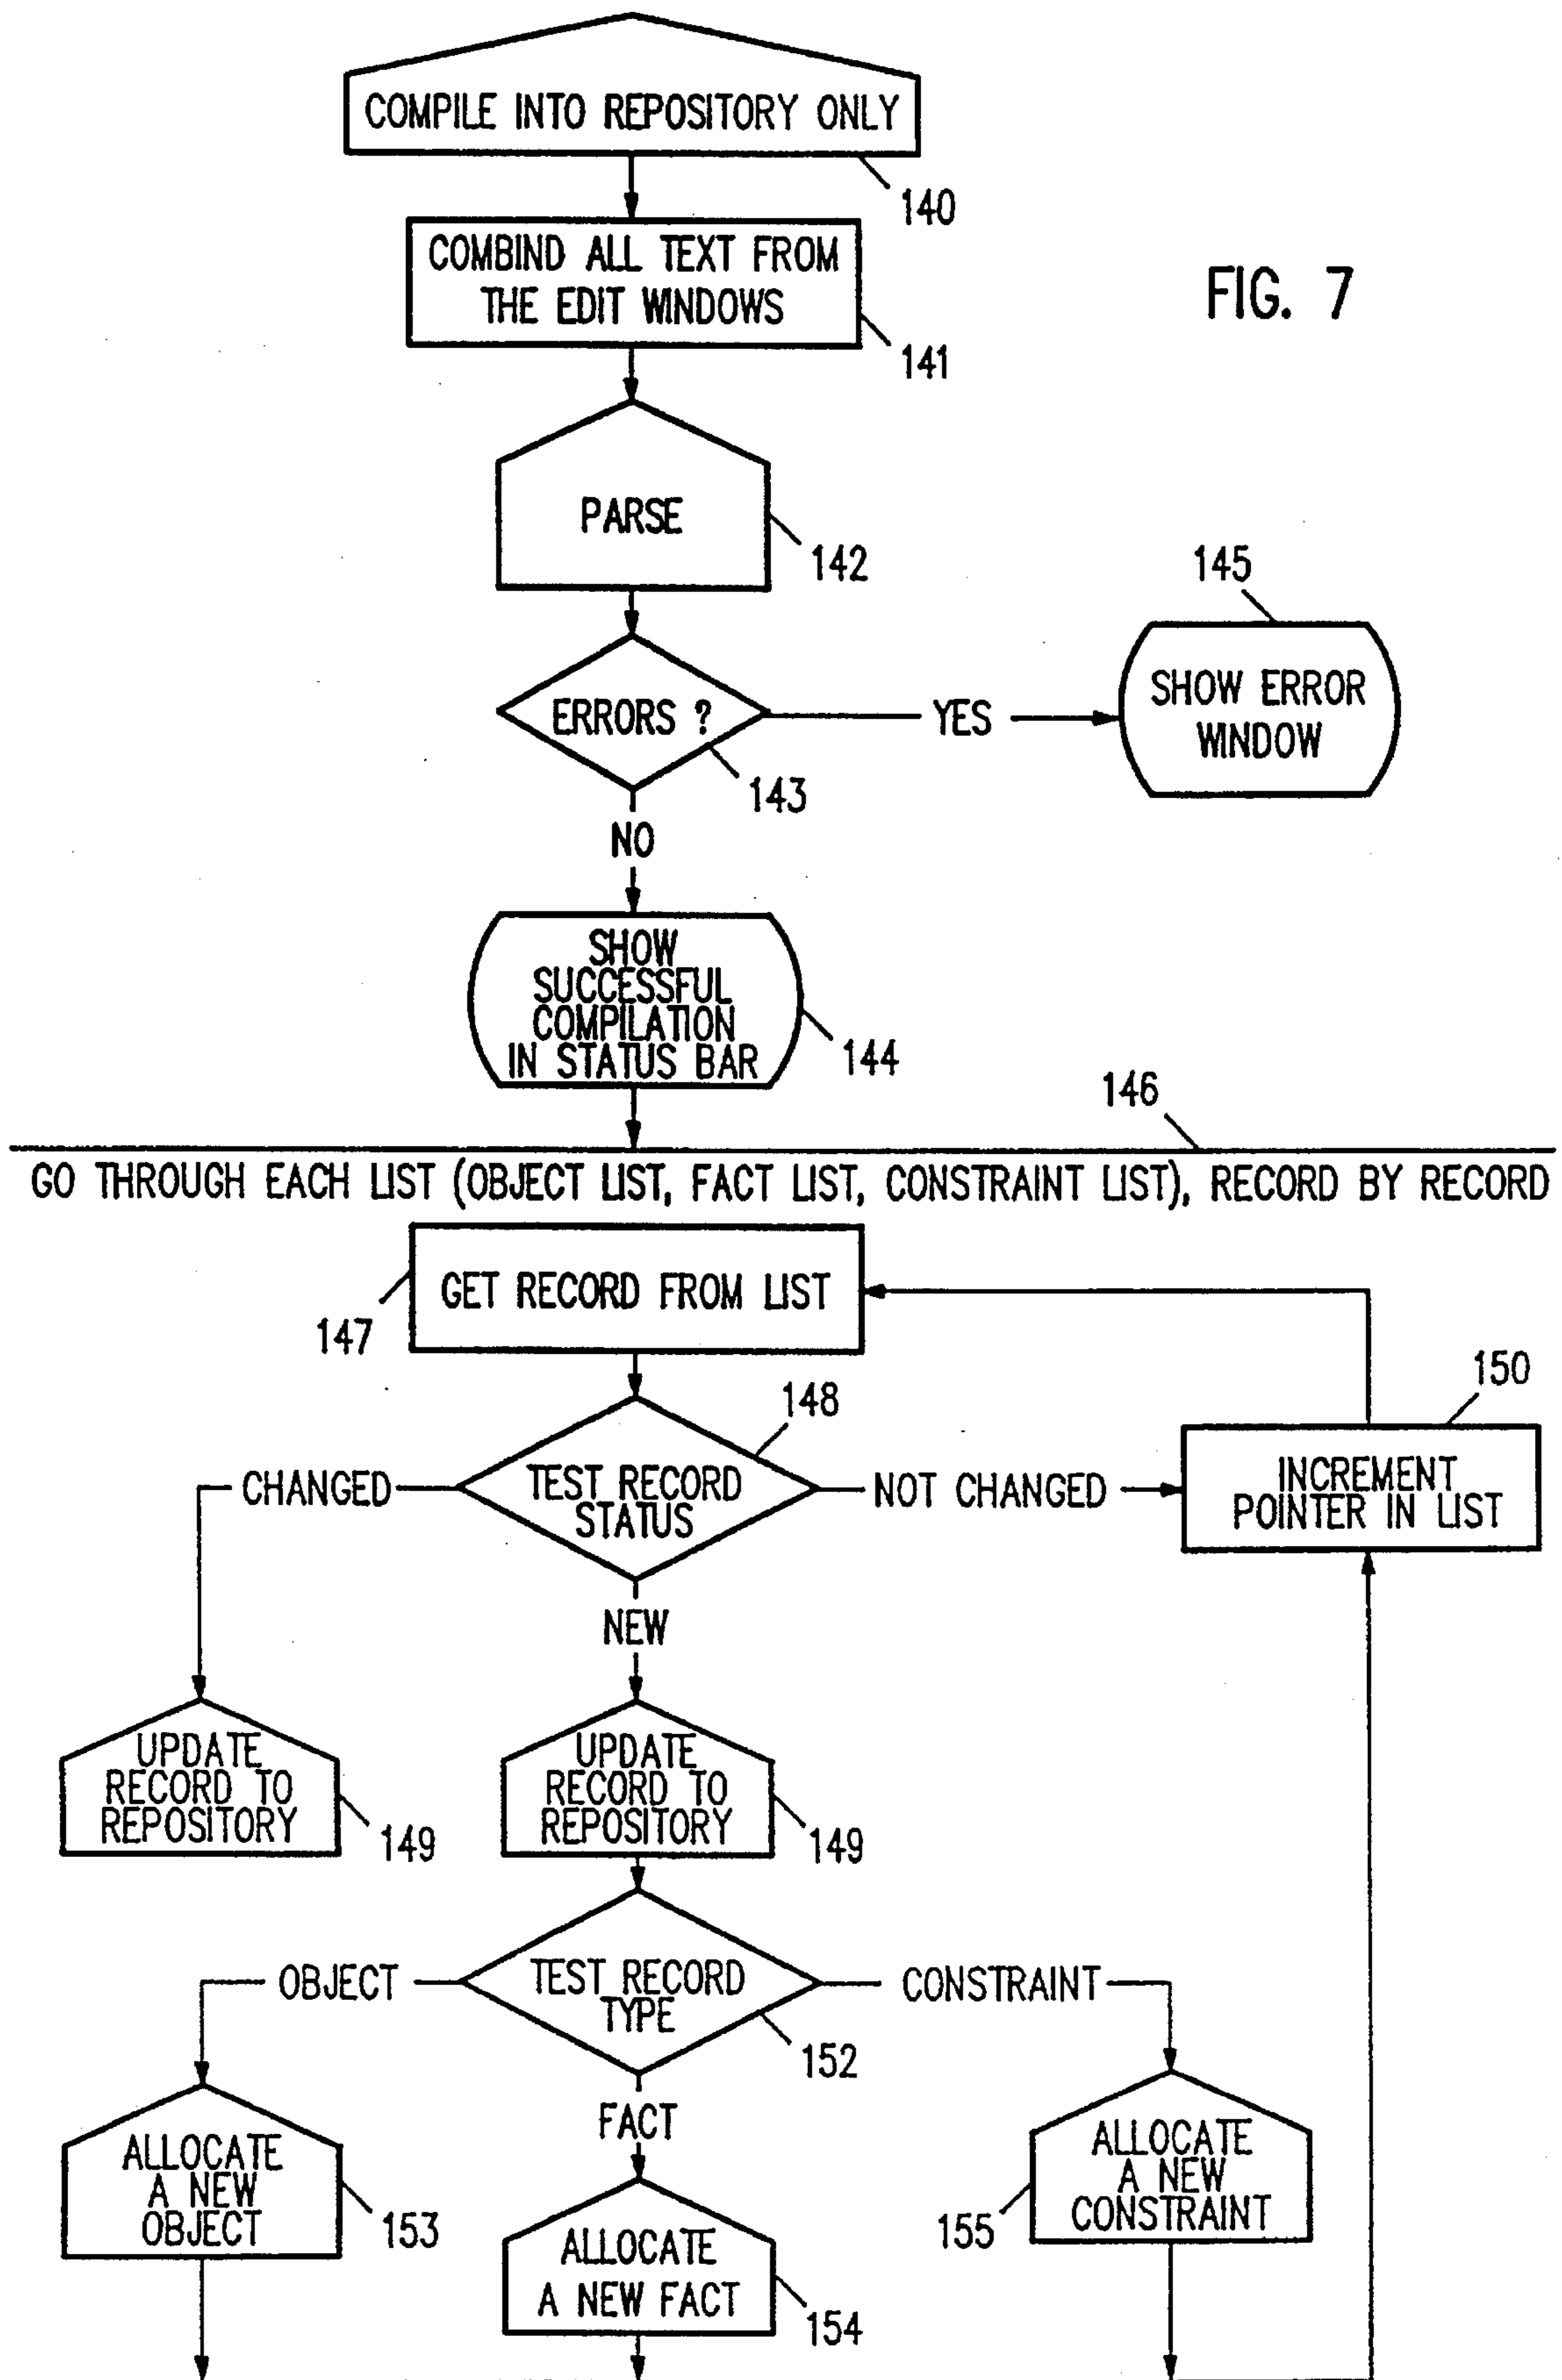 COMPILE INTO REPOSITORY ONLY
140
COMBIND ALL TEXT FROM
THE EDIT WINDOWS
141
FIG. 7
PARSE
142
ERRORS ?
143
YES
145
SHOW ERROR
WINDOW
NO
SHOW
SUCCESSFUL
COMPILATION
IN STATUS BAR
144
146
GO THROUGH EACH LIST (OBJECT LIST, FACT LIST, CONSTRAINT LIST), RECORD BY RECORD
GET RECORD FROM LIST
147
148
150
CHANGED
TEST RECORD
STATUS
NOT CHANGED
INCREMENT
POINTER IN LIST
NEW
UPDATE
RECORD TO
REPOSITORY
149
UPDATE
RECORD TO
REPOSITORY
149
OBJECT
TEST RECORD
TYPE
152
CONSTRAINT
FACT
ALLOCATE
A NEW
OBJECT
153
ALLOCATE
A NEW FACT
154
ALLOCATE
A NEW
CONSTRAINT
155